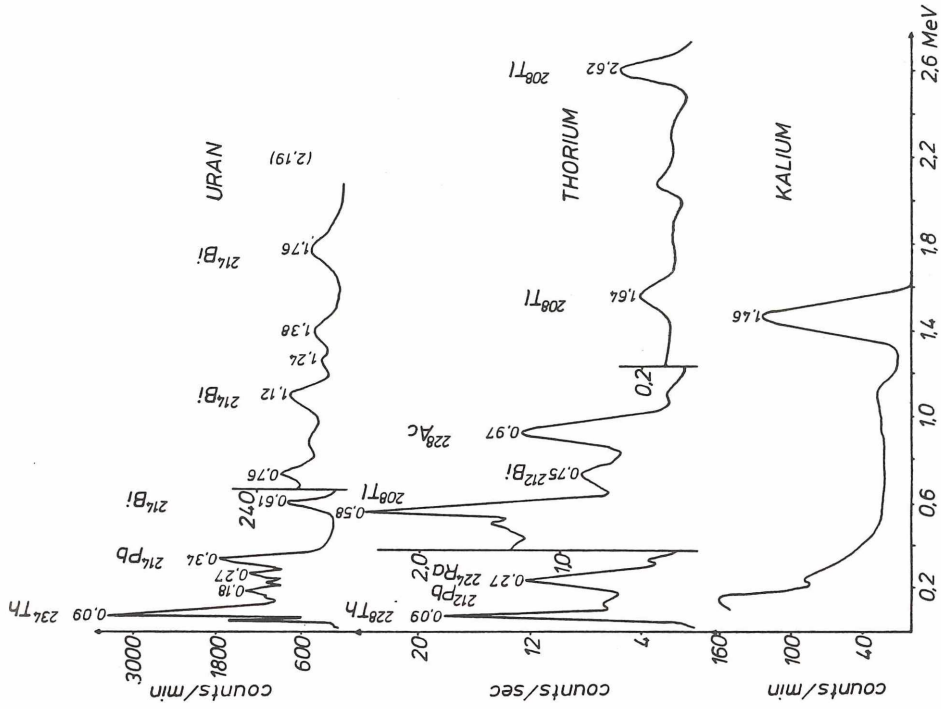 URAN
counts/min
3000
1800
600
240
²³⁴Th
0,09
0,18
0,27
0,34
²¹⁴Pb
0,61
²¹⁴Bi
0,76
1,12
²¹⁴Bi
1,24
1,38
1,76
²¹⁴Bi
(2,19)
THORIUM
counts/sec
20
12
4
2,0
1,0
0,2
²²⁸Th
0,09
²¹²Pb
0,27
²²⁴Ra
0,58
²⁰⁸Tl
0,75 ²¹²Bi
0,97
²²⁸Ac
1,64
²⁰⁸Tl
2,62
²⁰⁸Tl
KALIUM
counts/min
160
100
40
1,46
0,2 0,6 1,0 1,4 1.8 2,2 2,6 MeV